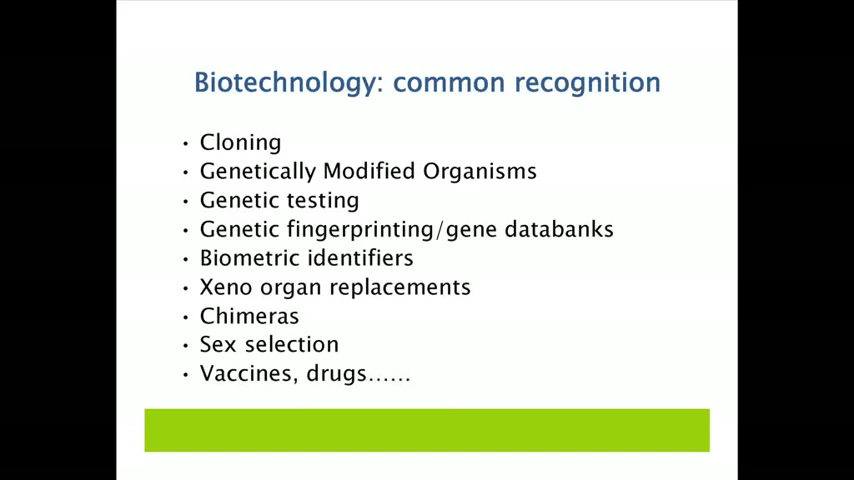 Biotechnology: common recognition
• Cloning
• Genetically Modified Organisms
• Genetic testing
• Genetic fingerprinting/gene databanks
• Biometric identifiers
• Xeno organ replacements
• Chimeras
• Sex selection
• Vaccines, drugs......